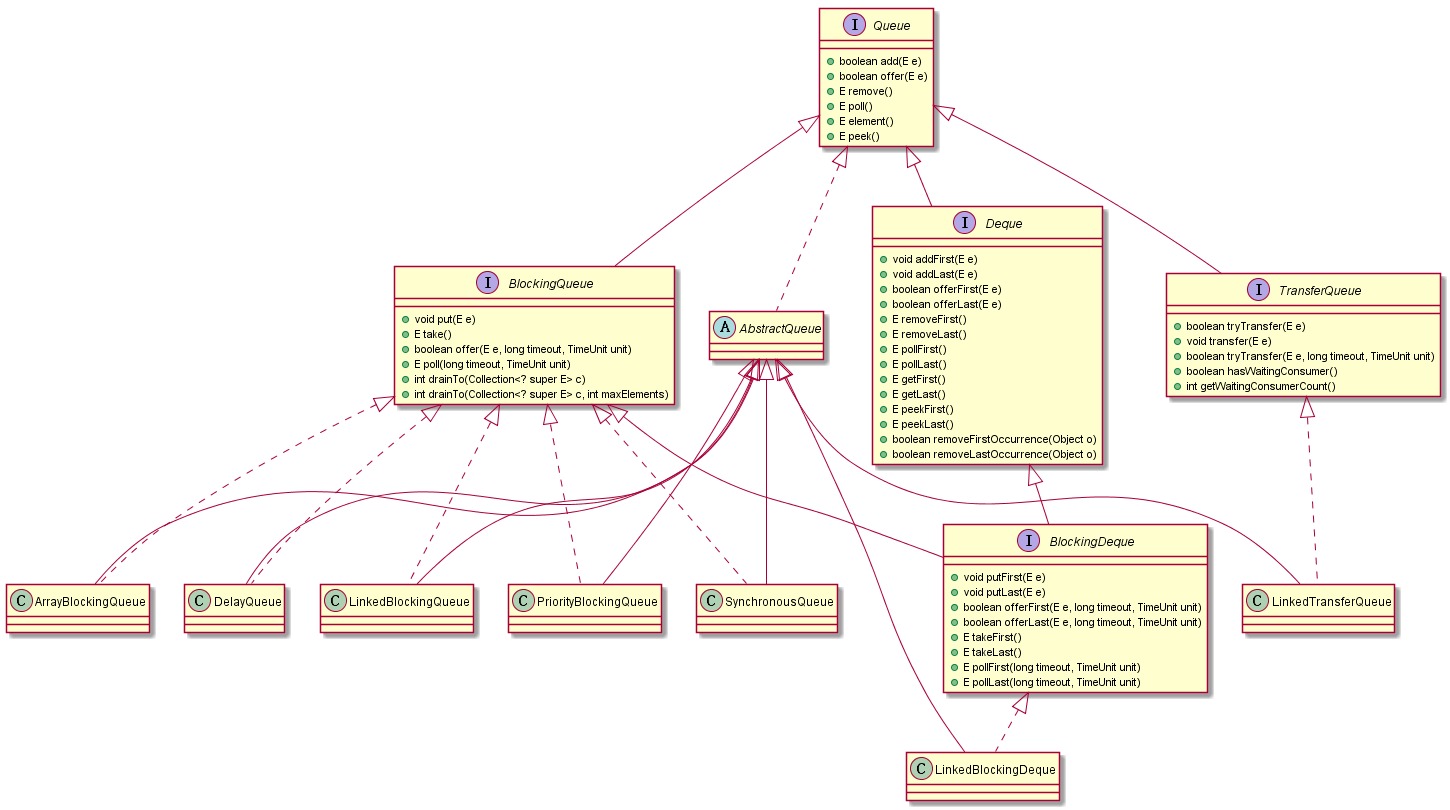 I Queue
boolean add(E e)
boolean offer(E e)
E remove()
E poll()
E element()
E peek()
I Deque
void addFirst(E e)
void addLast(E e)
boolean offerFirst(E e)
boolean offerLast(E e)
E removeFirst()
E removeLast()
E pollFirst()
E pollLast()
E getFirst()
E getLast()
E peekFirst()
E peekLast()
boolean removeFirstOccurrence(Object o)
boolean removeLastOccurrence(Object o)
I BlockingQueue
void put(E e)
E take()
boolean offer(E e, long timeout, TimeUnit unit)
E poll(long timeout, TimeUnit unit)
int drainTo(Collection<? super E> c)
int drainTo(Collection<? super E> c, int maxElements)
A AbstractQueue
I TransferQueue
boolean tryTransfer(E e)
void transfer(E e)
boolean tryTransfer(E e, long timeout, TimeUnit unit)
boolean hasWaitingConsumer()
int getWaitingConsumerCount()
I BlockingDeque
void putFirst(E e)
void putLast(E e)
boolean offerFirst(E e, long timeout, TimeUnit unit)
boolean offerLast(E e, long timeout, TimeUnit unit)
E takeFirst()
E takeLast()
E pollFirst(long timeout, TimeUnit unit)
E pollLast(long timeout, TimeUnit unit)
C ArrayBlockingQueue
C DelayQueue
C LinkedBlockingQueue
C PriorityBlockingQueue
C SynchronousQueue
C LinkedTransferQueue
C LinkedBlockingDeque